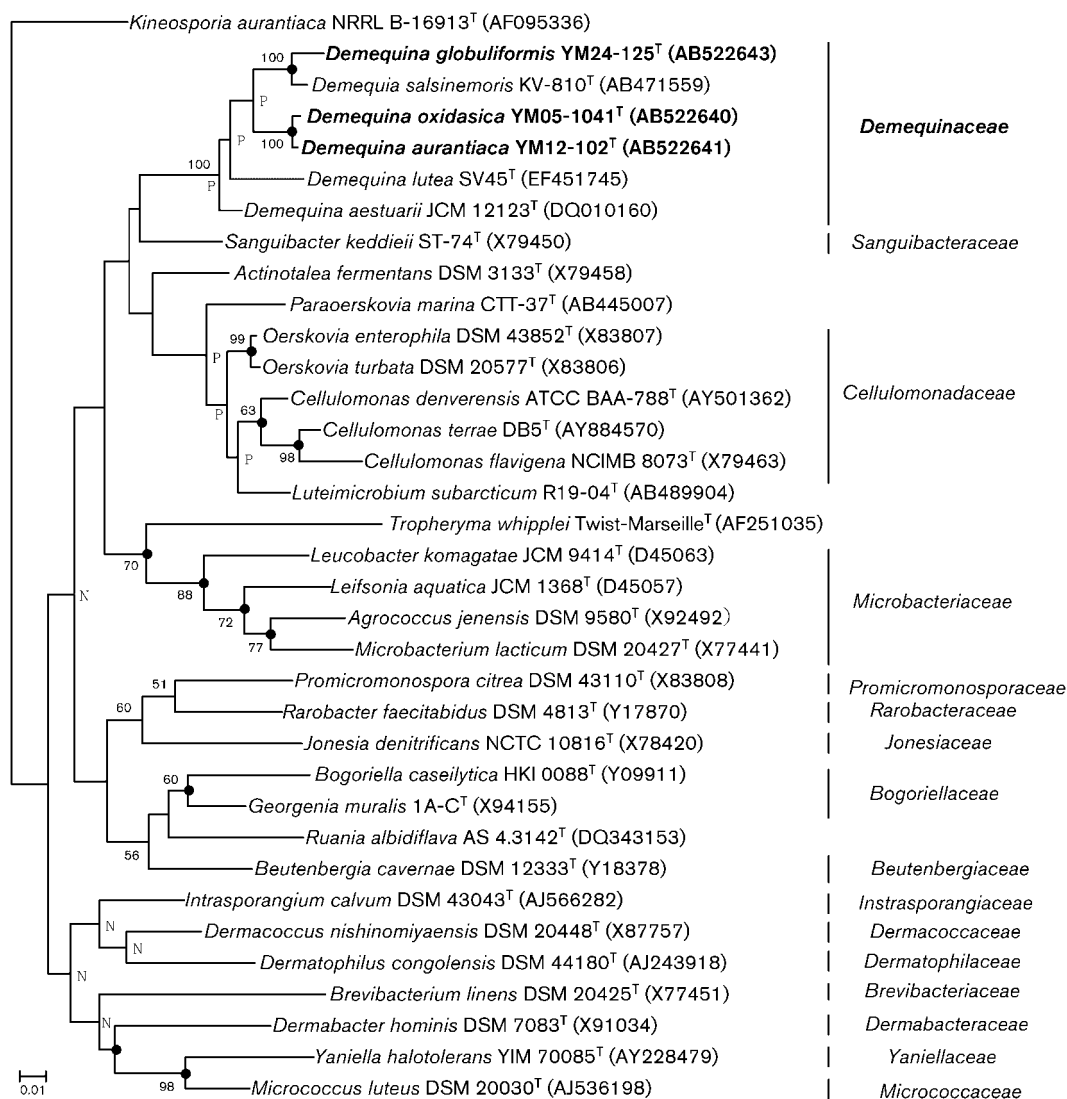 Kineosporia aurantiaca NRRL B-16913ᵀ (AF095336)
100 Demequina globuliformis YM24-125ᵀ (AB522643)
Demequia salsinemoris KV-810ᵀ (AB471559)
P
Demequina oxidasica YM05-1041ᵀ (AB522640)
Demequinaceae
P
100 Demequina aurantiaca YM12-102ᵀ (AB522641)
100
P
Demequina lutea SV45ᵀ (EF451745)
Demequina aestuarii JCM 12123ᵀ (DQ010160)
Sanguibacter keddieii ST-74ᵀ (X79450) Sanguibacteraceae
Actinotalea fermentans DSM 3133ᵀ (X79458)
Paraoerskovia marina CTT-37ᵀ (AB445007)
99 Oerskovia enterophila DSM 43852ᵀ (X83807)
P
Oerskovia turbata DSM 20577ᵀ (X83806)
Cellulomonadaceae
Cellulomonas denverensis ATCC BAA-788ᵀ (AY501362)
P 63
Cellulomonas terrae DB5ᵀ (AY884570)
P 98
Cellulomonas flavigena NCIMB 8073ᵀ (X79463)
Luteimicrobium subarcticum R19-04ᵀ (AB489904)
Tropheryma whipplei Twist-Marseilleᵀ (AF251035)
Leucobacter komagatae JCM 9414ᵀ (D45063)
70
Leifsonia aquatica JCM 1368ᵀ (D45057)
N 88
Microbacteriaceae
Agrococcus jenensis DSM 9580ᵀ (X92492)
72
77 Microbacterium lacticum DSM 20427ᵀ (X77441)
51 Promicromonospora citrea DSM 43110ᵀ (X83808) Promicromonosporaceae
60 Rarobacter faecitabidus DSM 4813ᵀ (Y17870) Rarobacteraceae
Jonesia denitrificans NCTC 10816ᵀ (X78420) Jonesiaceae
60 Bogoriella caseilytica HKI 0088ᵀ (Y09911)
Bogoriellaceae
Georgenia muralis 1A-Cᵀ (X94155)
Ruania albidiflava AS 4.3142ᵀ (DQ343153)
56
Beutenbergia cavernae DSM 12333ᵀ (Y18378) Beutenbergiaceae
Intrasporangium calvum DSM 43043ᵀ (AJ566282) Instrasporangiaceae
N
Dermacoccus nishinomiyaensis DSM 20448ᵀ (X87757) Dermacoccaceae
N
Dermatophilus congolensis DSM 44180ᵀ (AJ243918) Dermatophilaceae
N
Brevibacterium linens DSM 20425ᵀ (X77451) Brevibacteriaceae
N
Dermabacter hominis DSM 7083ᵀ (X91034) Dermabacteraceae
Yaniella halotolerans YIM 70085ᵀ (AY228479) Yaniellaceae
98 Micrococcus luteus DSM 20030ᵀ (AJ536198) Micrococcaceae
0.01